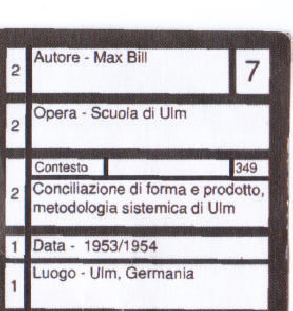 2 Autore - Max Bill 7
2 Opera - Scuola di Ulm
Contesto 349
2 Conciliazione di forma e prodotto,
metodologia sistemica di Ulm
1 Data - 1953/1954
1 Luogo - Ulm, Germania